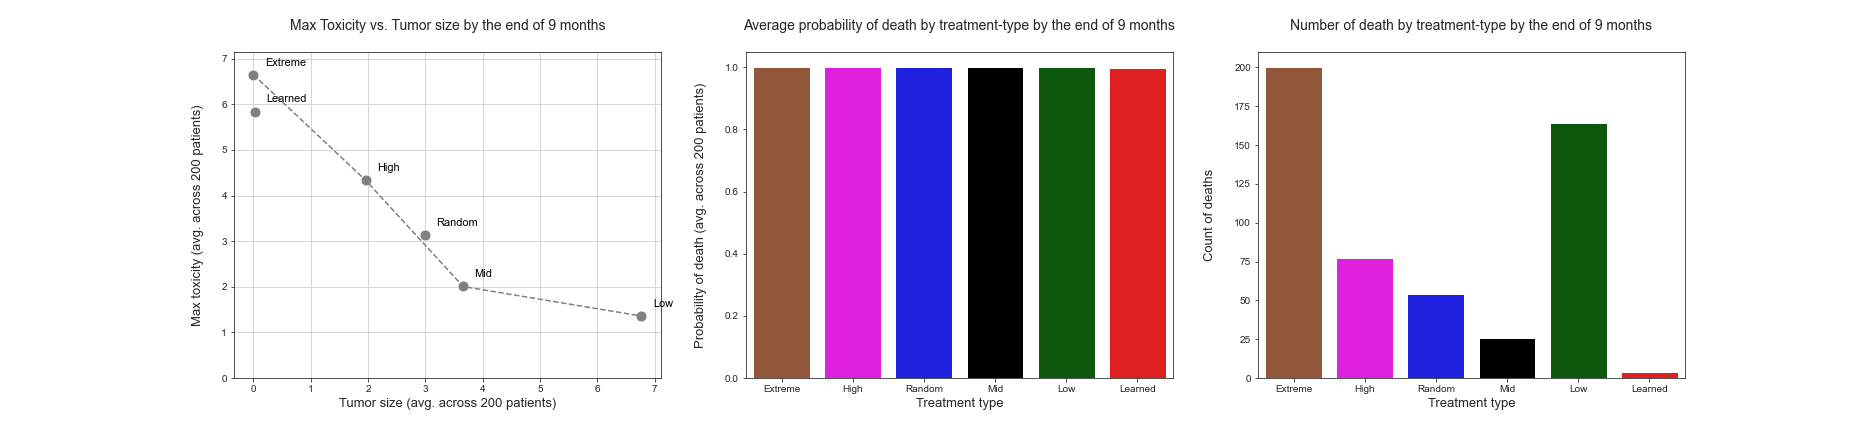 Max Toxicity vs. Tumor size by the end of 9 months
7
6
5
4
3
2
1
0
Max toxicity (avg. across 200 patients)
Extreme
Learned
High
Random
Mid
Low
0 1 2 3 4 5 6 7
Tumor size (avg. across 200 patients)
Average probability of death by treatment-type by the end of 9 months
1.0
0.8
0.6
0.4
0.2
0.0
Probability of death (avg. across 200 patients)
Extreme High Random Mid Low Learned
Treatment type
Number of death by treatment-type by the end of 9 months
200
175
150
125
100
75
50
25
0
Count of deaths
Extreme High Random Mid Low Learned
Treatment type